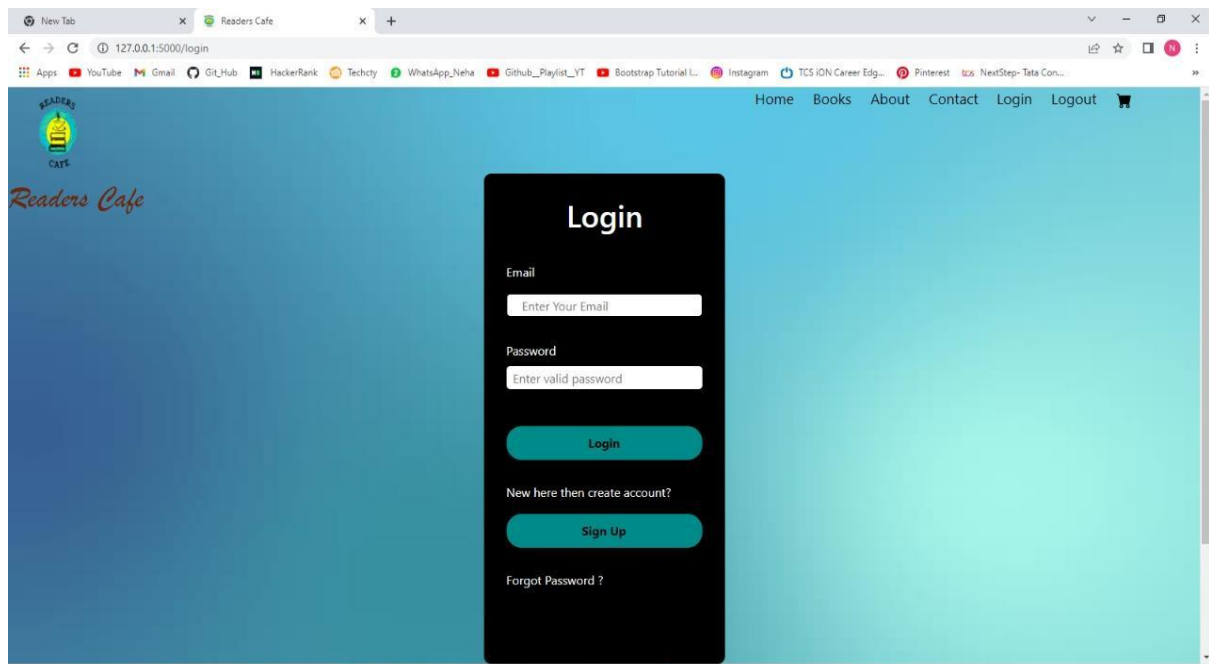 New Tab
Readers Cafe
127.0.0.1:5000/login
Apps YouTube Gmail Git_Hub HackerRank Techcty WhatsApp_Neha Github__Playlist__YT Bootstrap Tutorial I... Instagram TCS iON Career Edg... Pinterest NextStep- Tata Con... »
N
READERS
CAFE
Home Books About Contact Login Logout
Readers Cafe
Login
Email
Enter Your Email
Password
Enter valid password
Login
New here then create account?
Sign Up
Forgot Password ?